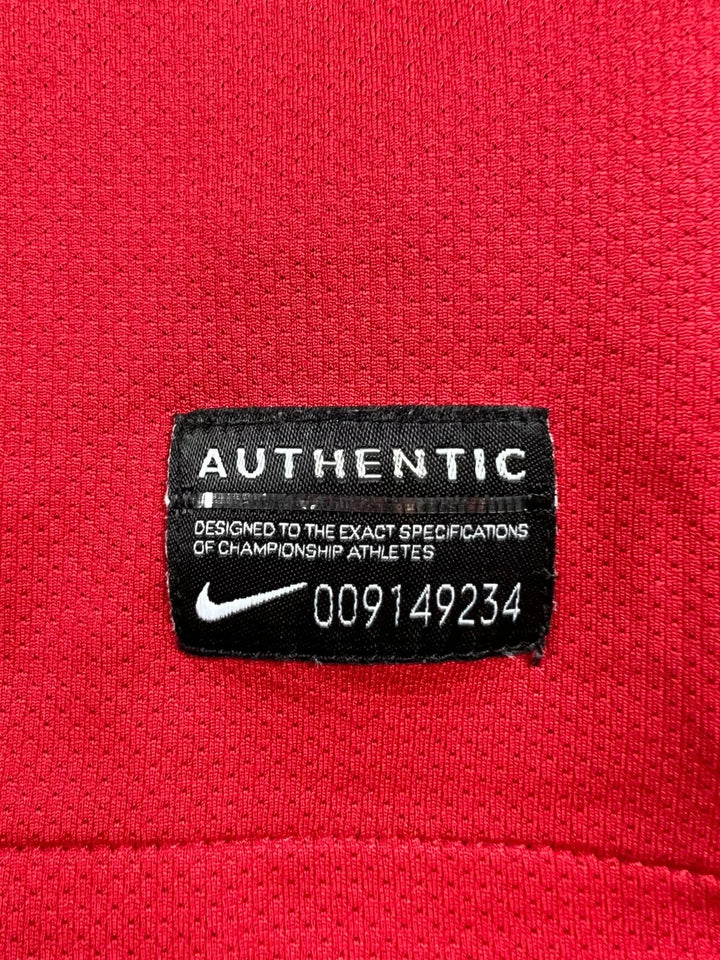 AUTHENTIC
DESIGNED TO THE EXACT SPECIFICATIONS
OF CHAMPIONSHIP ATHLETES
009149234